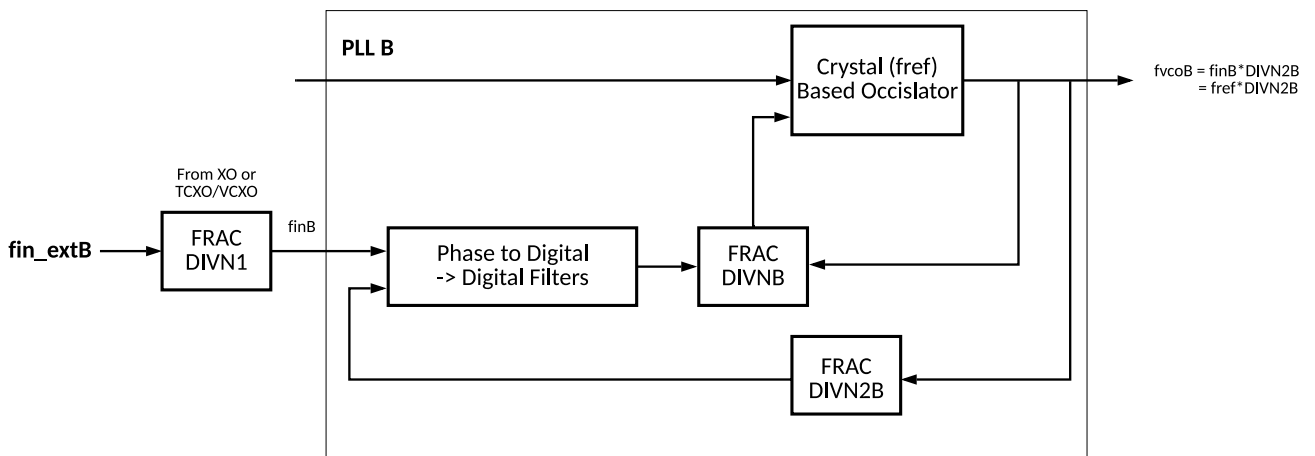 PLL B
Crystal (fref)
Based Occislator
fvcoB = finB*DIVN2B
= fref*DIVN2B
From XO or
TCXO/VCXO
fin_extB
FRAC
DIVN1
finB
Phase to Digital
-> Digital Filters
FRAC
DIVNB
FRAC
DIVN2B